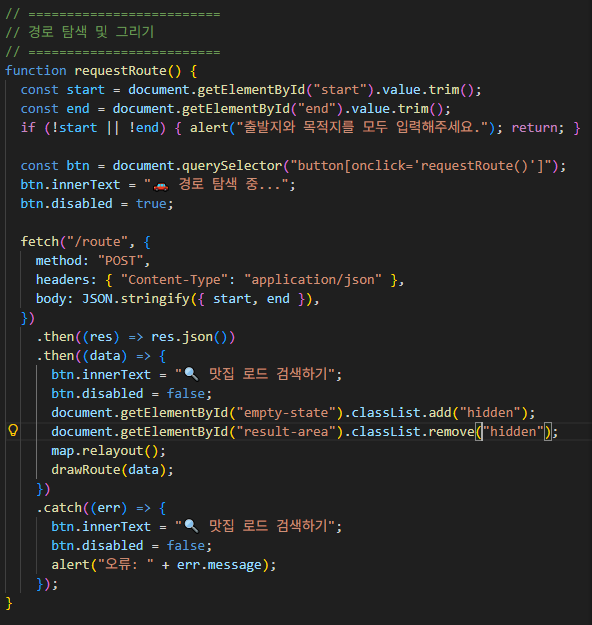 // =========================
// 경로 탐색 및 그리기
// =========================
function requestRoute() {
  const start = document.getElementById("start").value.trim();
  const end = document.getElementById("end").value.trim();
  if (!start || !end) { alert("출발지와 목적지를 모두 입력해주세요."); return; }

  const btn = document.querySelector("button[onclick='requestRoute()']");
  btn.innerText = "🚗 경로 탐색 중...";
  btn.disabled = true;

  fetch("/route", {
    method: "POST",
    headers: { "Content-Type": "application/json" },
    body: JSON.stringify({ start, end }),
  })
    .then((res) => res.json())
    .then((data) => {
      btn.innerText = "🔍 맛집 로드 검색하기";
      btn.disabled = false;
      document.getElementById("empty-state").classList.add("hidden");
      document.getElementById("result-area").classList.remove("hidden");
      map.relayout();
      drawRoute(data);
    })
    .catch((err) => {
      btn.innerText = "🔍 맛집 로드 검색하기";
      btn.disabled = false;
      alert("오류: " + err.message);
    });
}